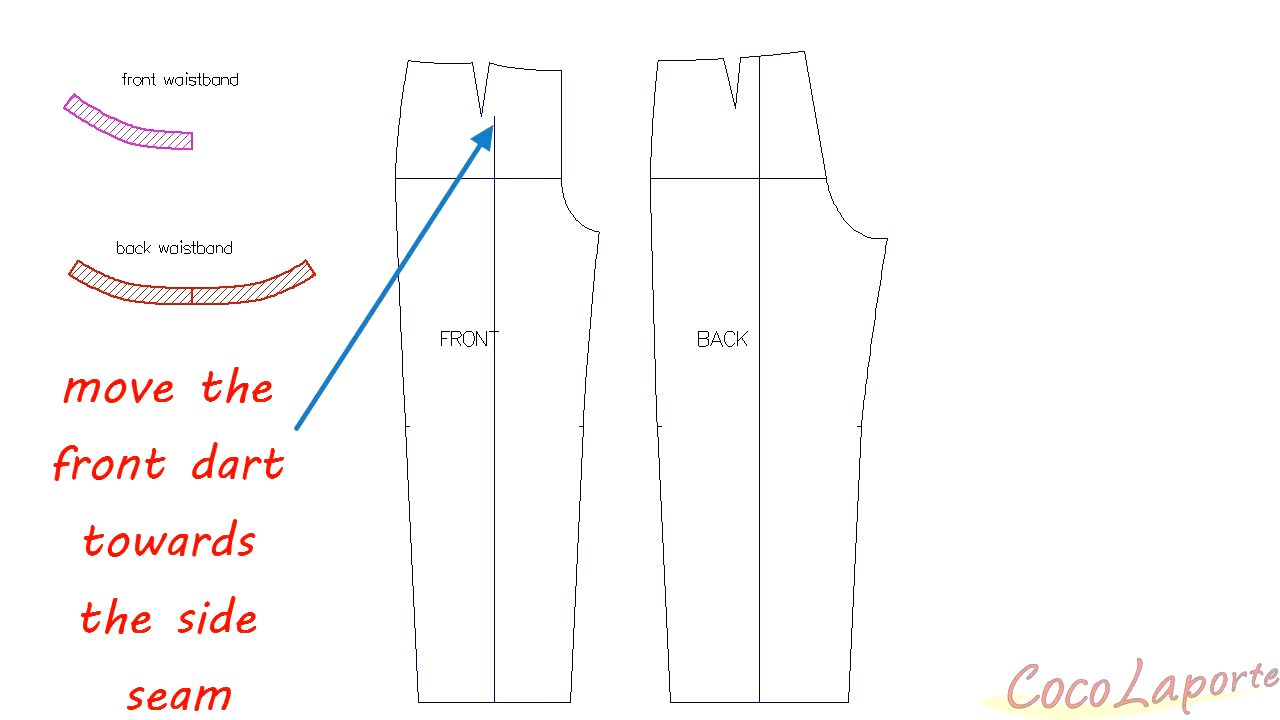 front waistband
back waistband
FRONT
BACK
move the
front dart
towards
the side
seam
CocoLaporte